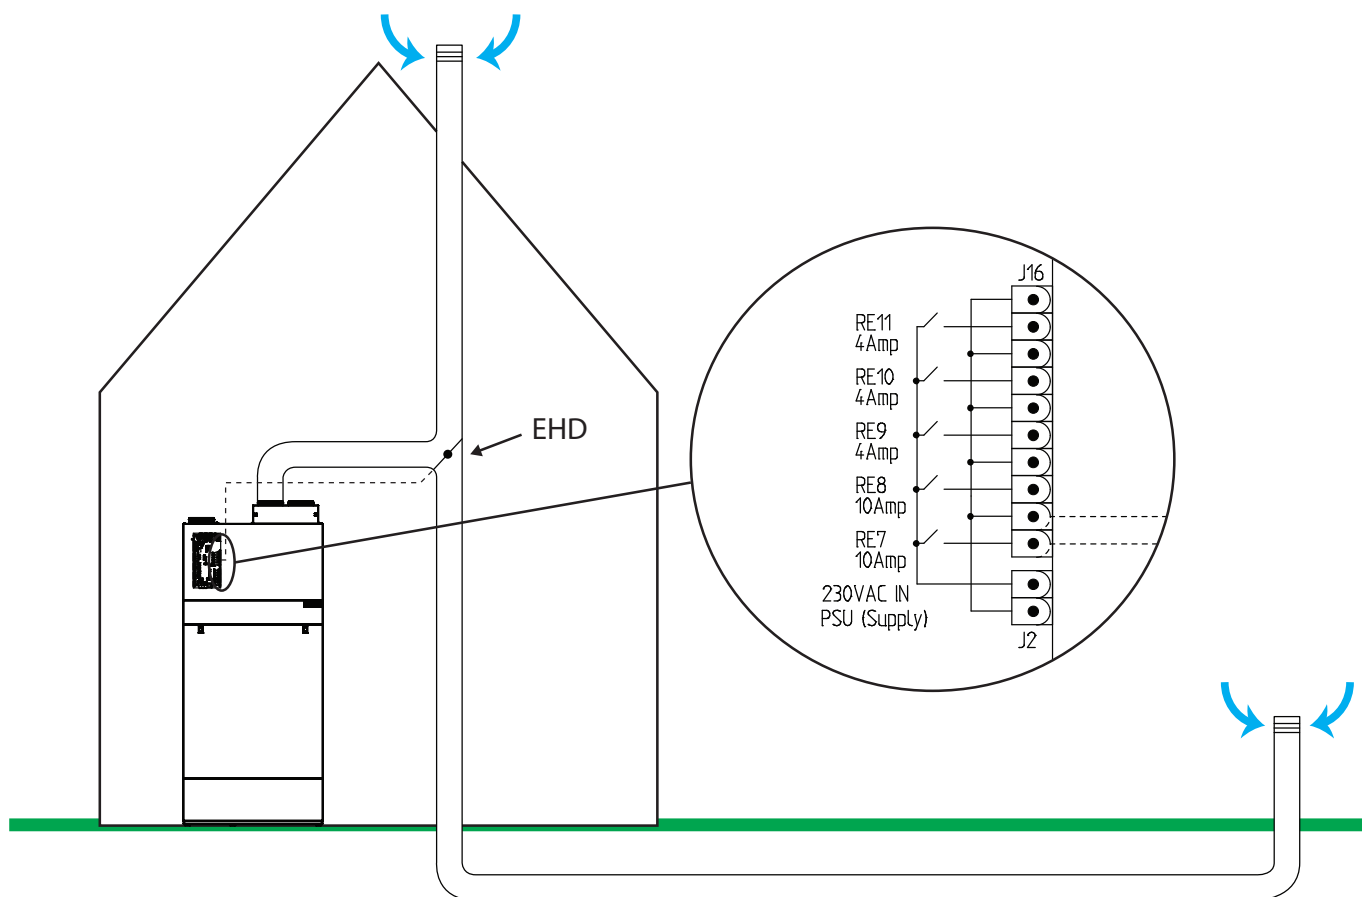 EHD
J16
RE11
4Amp
RE10
4Amp
RE9
4Amp
RE8
10Amp
RE7
10Amp
230VAC IN
PSU (Supply)
J2